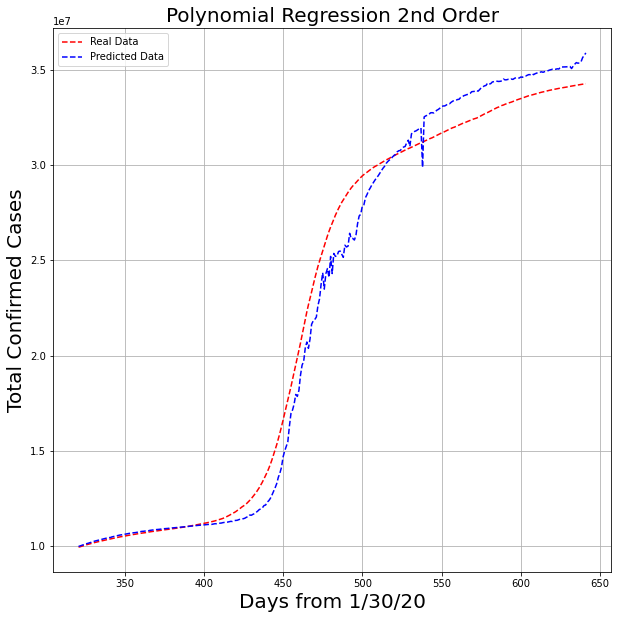 Polynomial Regression 2nd Order
1e7
Real Data
Predicted Data
3.5
3.0
2.5
2.0
1.5
1.0
Total Confirmed Cases
350 400 450 500 550 600 650
Days from 1/30/20